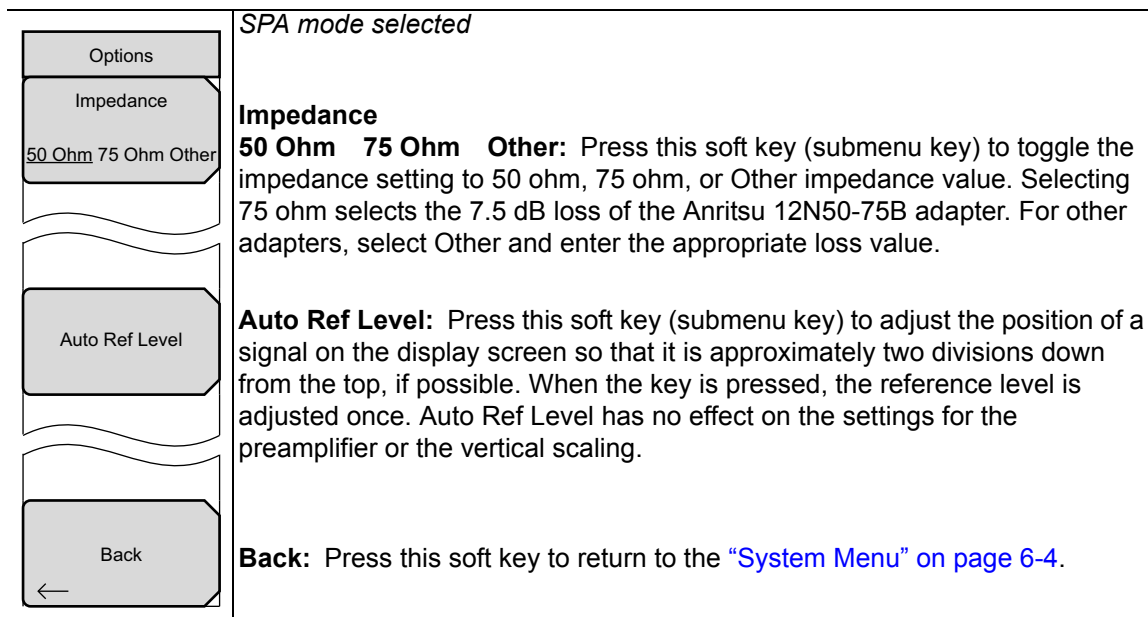 SPA mode selected
Options
Impedance
50 Ohm 75 Ohm Other
Impedance
50 Ohm 75 Ohm Other: Press this soft key (submenu key) to toggle the
impedance setting to 50 ohm, 75 ohm, or Other impedance value. Selecting
75 ohm selects the 7.5 dB loss of the Anritsu 12N50-75B adapter. For other
adapters, select Other and enter the appropriate loss value.
Auto Ref Level
Auto Ref Level: Press this soft key (submenu key) to adjust the position of a
signal on the display screen so that it is approximately two divisions down
from the top, if possible. When the key is pressed, the reference level is
adjusted once. Auto Ref Level has no effect on the settings for the
preamplifier or the vertical scaling.
Back
Back: Press this soft key to return to the “System Menu” on page 6-4.